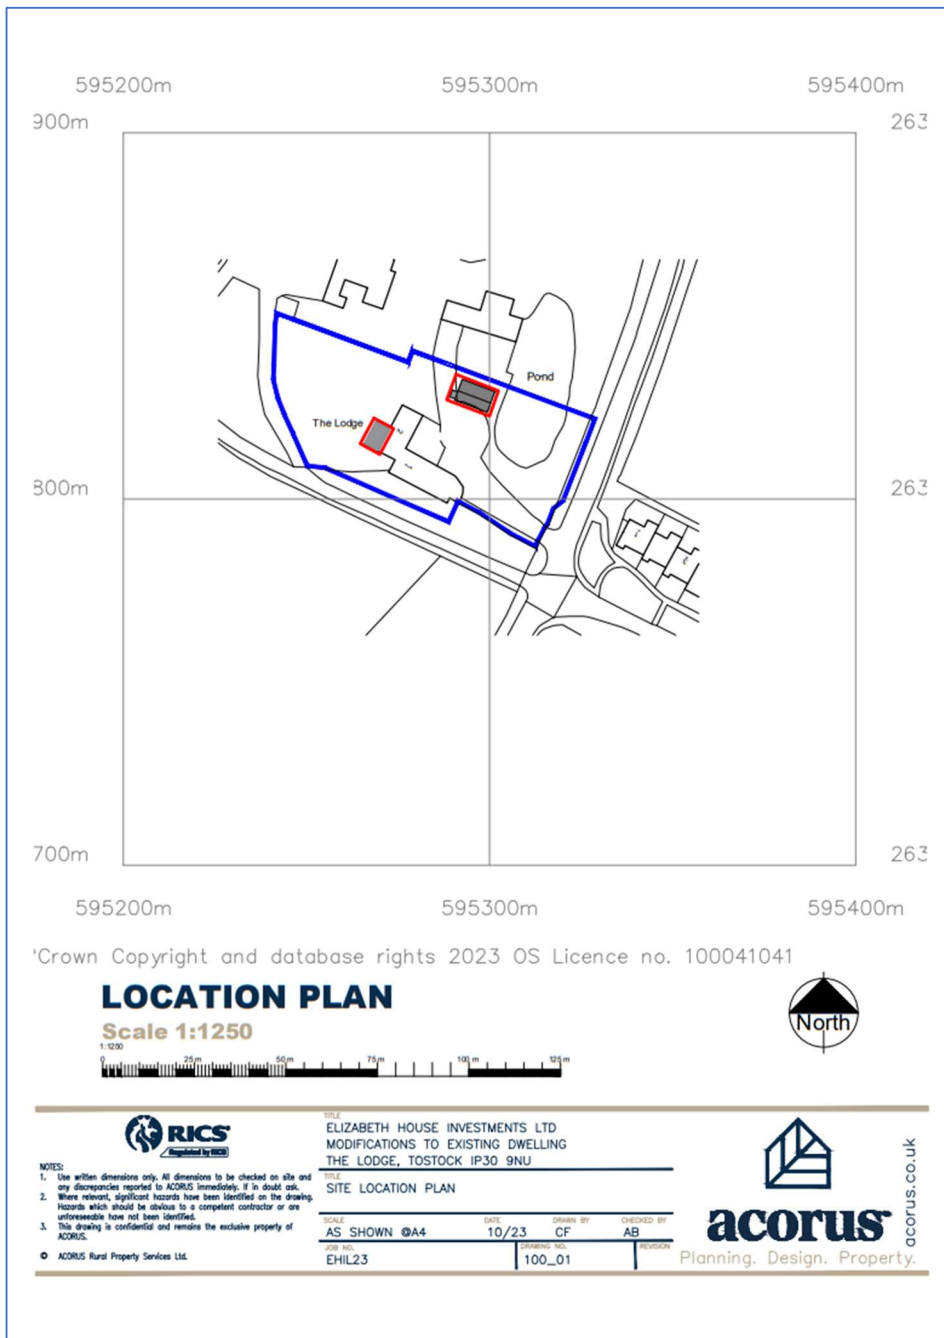 595200m 595300m 595400m
900m 263
Pond
The Lodge
800m 263
700m 263
595200m 595300m 595400m
'Crown Copyright and database rights 2023 OS Licence no. 100041041
LOCATION PLAN
Scale 1:1250
North
1:1250
0 25m 50m 75m 100m 125m
RICS
Regulated by RICS
NOTES:
1. Use written dimensions only. All dimensions to be checked on site and
any discrepancies reported to ACORUS immediately. If in doubt ask.
2. Where relevant, significant hazards have been identified on the drawing.
Hazards which should be obvious to a competent contractor or are
unforeseeable have not been identified.
3. This drawing is confidential and remains the exclusive property of
ACORUS.
© ACORUS Rural Property Services Ltd.
TITLE
ELIZABETH HOUSE INVESTMENTS LTD
MODIFICATIONS TO EXISTING DWELLING
THE LODGE, TOSTOCK IP30 9NU
TITLE
SITE LOCATION PLAN
SCALE DATE DRAWN BY CHECKED BY
AS SHOWN @A4 10/23 CF AB
JOB NO. DRAWING NO. REVISION
EHIL23 100_01
acorus
Planning. Design. Property.
acorus.co.uk